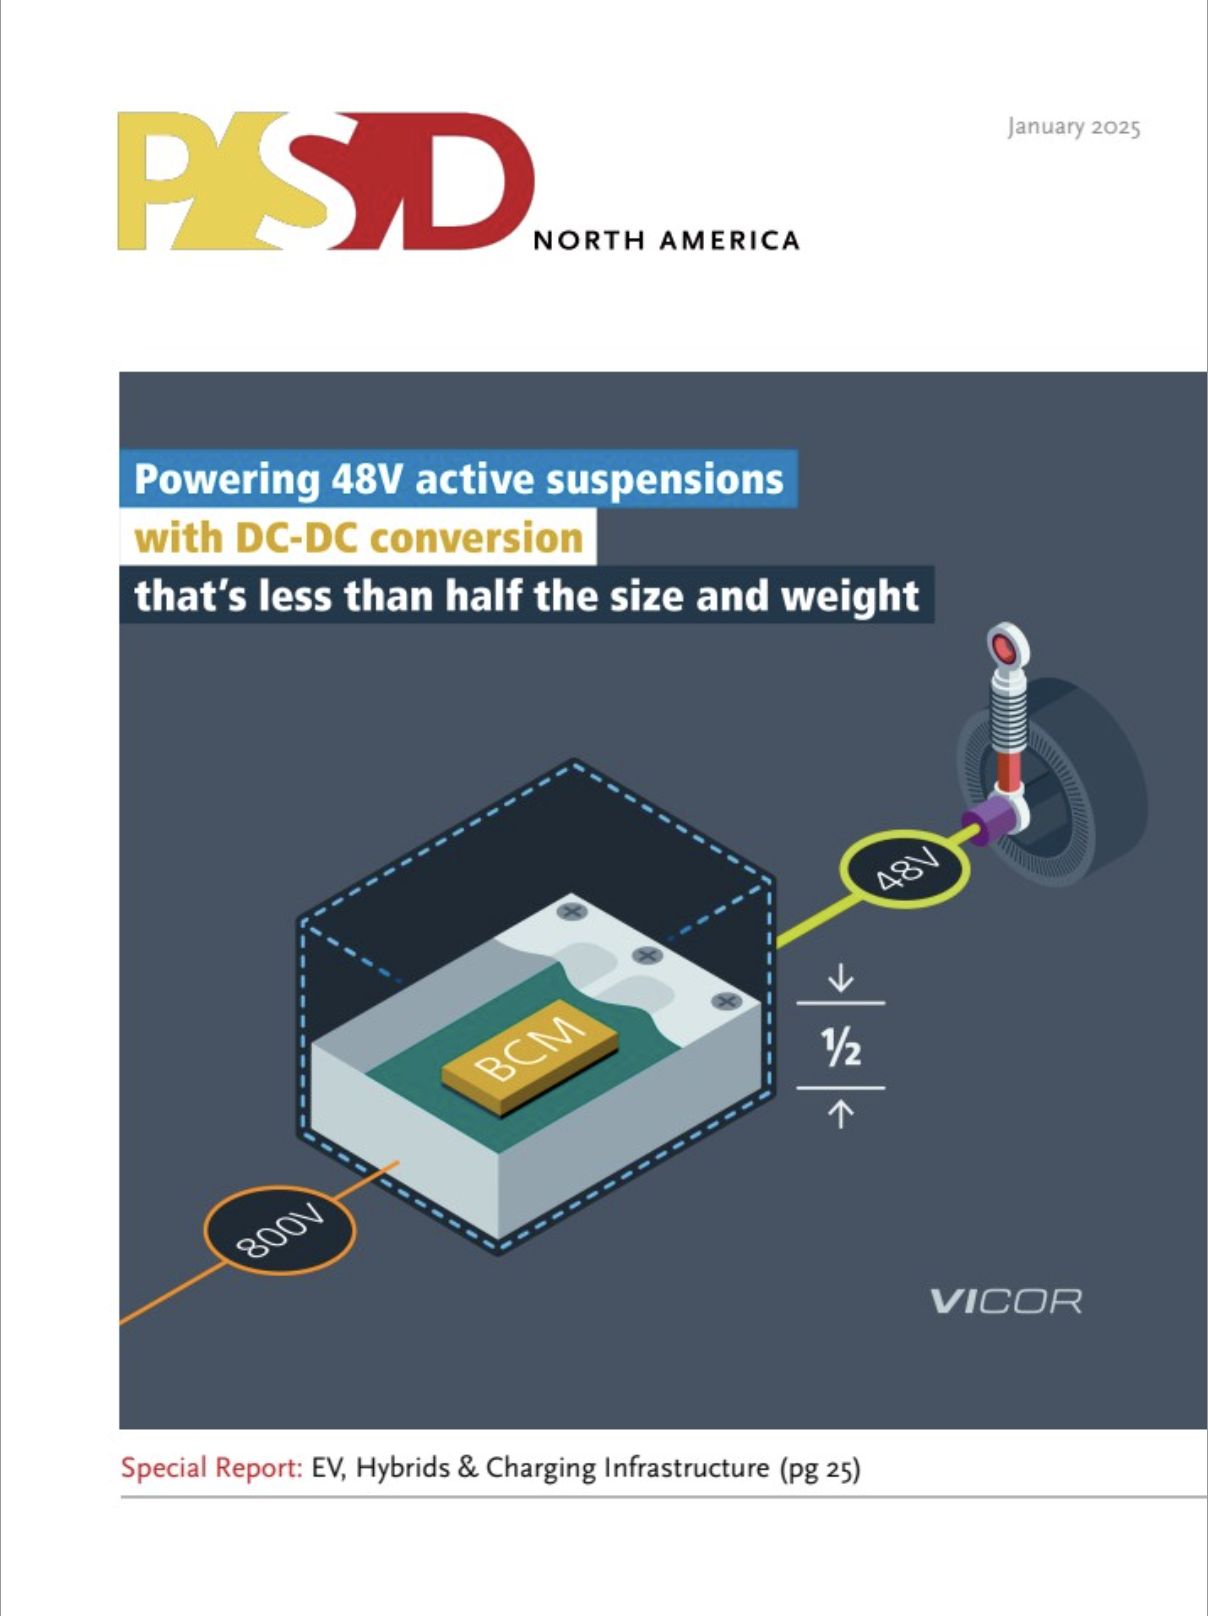 PSD NORTH AMERICA
January 2025
Powering 48V active suspensions
with DC-DC conversion
that's less than half the size and weight
48V
½
BCM
800V
VICOR
Special Report: EV, Hybrids & Charging Infrastructure (pg 25)